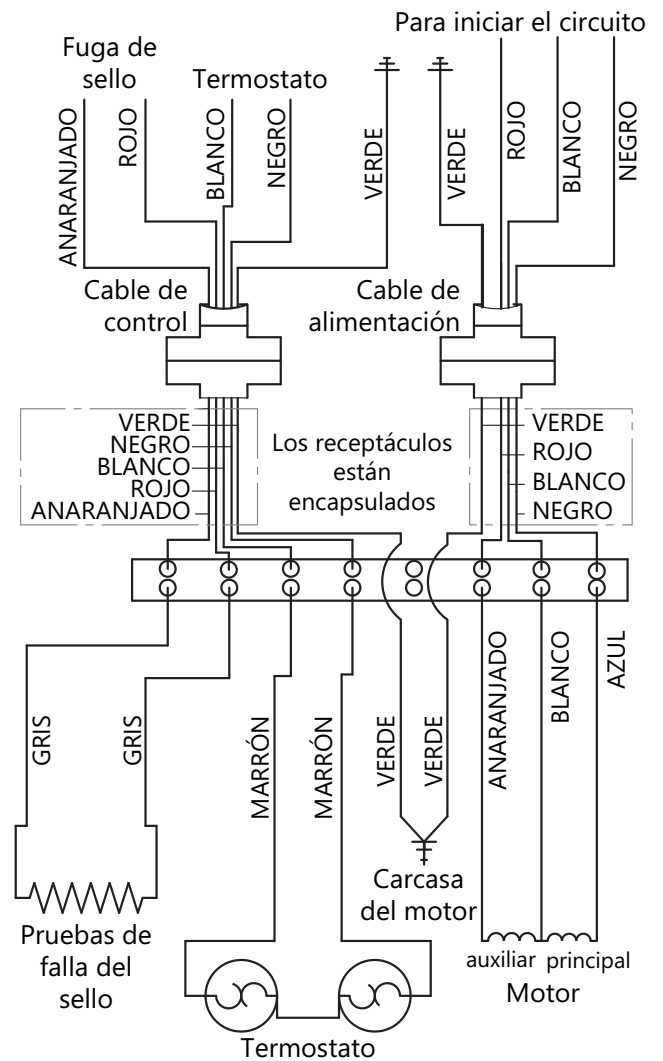 Para iniciar el circuito
Fuga de
sello
Termostato
ANARANJADO
ROJO
BLANCO
NEGRO
VERDE
VERDE
ROJO
BLANCO
NEGRO
Cable de
control
Cable de
alimentación
VERDE
NEGRO
BLANCO
ROJO
ANARANJADO
Los receptáculos
están
encapsulados
VERDE
ROJO
BLANCO
NEGRO
GRIS
GRIS
MARRÓN
MARRÓN
VERDE
VERDE
ANARANJADO
BLANCO
AZUL
Carcasa
del motor
Pruebas de
falla del
sello
auxiliar principal
Motor
Termostato